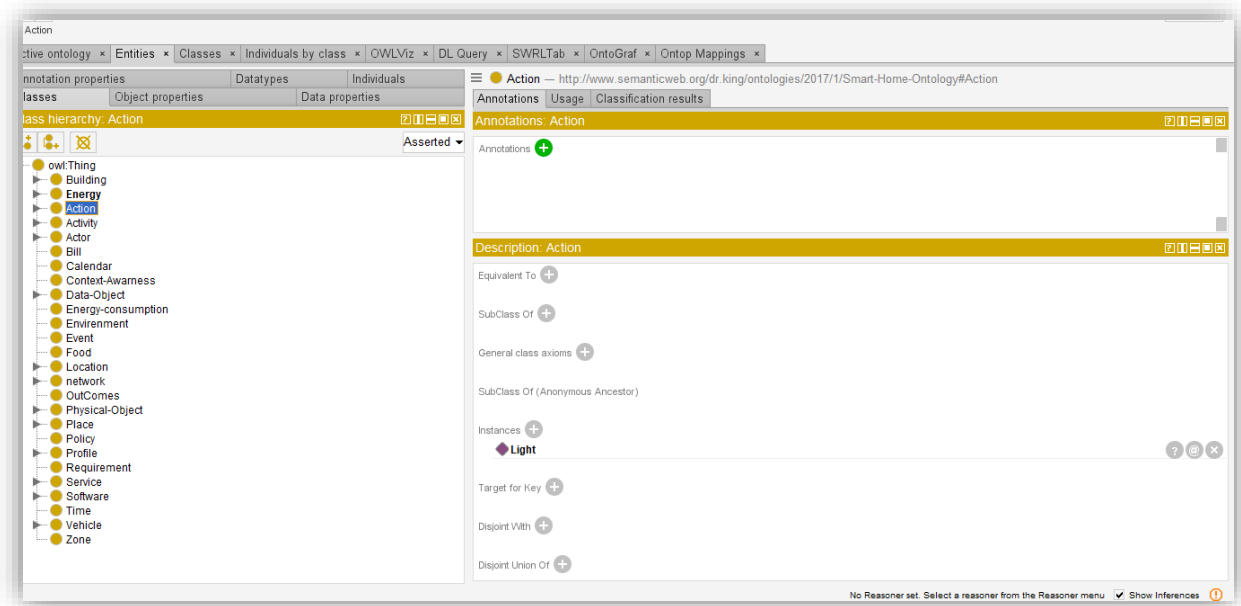 Action
ctive ontology × Entities × Classes × Individuals by class × OWLViz × DL Query × SWRLTab × OntoGraf × Ontop Mappings ×
nnotation properties Datatypes Individuals
lasses Object properties Data properties
lass hierarchy: Action
Asserted
owl:Thing
Building
Energy
Action
Activity
Actor
Bill
Calendar
Context-Awarness
Data-Object
Energy-consumption
Envirenment
Event
Food
Location
network
OutComes
Physical-Object
Place
Policy
Profile
Requirement
Service
Software
Time
Vehicle
Zone
Action — http://www.semanticweb.org/dr.king/ontologies/2017/1/Smart-Home-Ontology#Action
Annotations Usage Classification results
Annotations: Action
Annotations
Description: Action
Equivalent To
SubClass Of
General class axioms
SubClass Of (Anonymous Ancestor)
Instances
Light
Target for Key
Disjoint With
Disjoint Union Of
No Reasoner set. Select a reasoner from the Reasoner menu Show Inferences